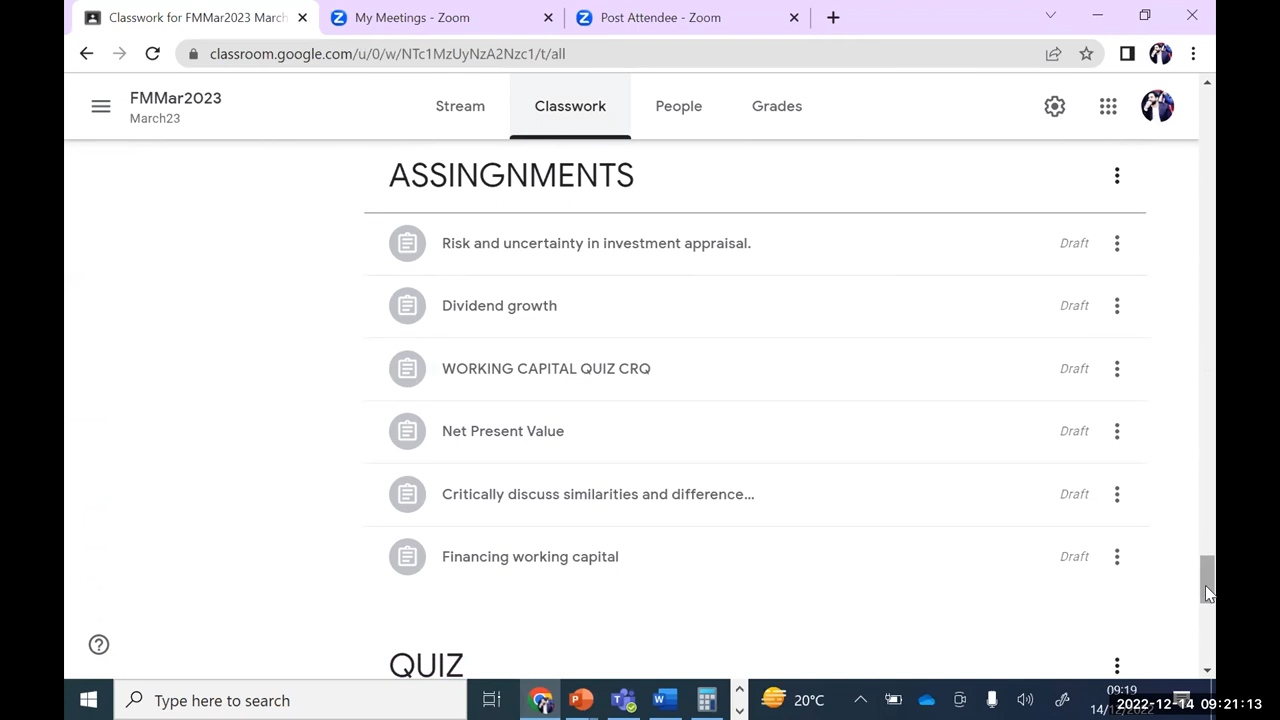 Classwork for FMMar2023 March
My Meetings - Zoom
Post Attendee - Zoom
classroom.google.com/u/0/w/NTc1MzUyNzA2Nzc1/t/all
FMMar2023
March23
Stream
Classwork
People
Grades
ASSINGNMENTS
Risk and uncertainty in investment appraisal. Draft
Dividend growth Draft
WORKING CAPITAL QUIZ CRQ Draft
Net Present Value Draft
Critically discuss similarities and difference... Draft
Financing working capital Draft
QUIZ
Type here to search
20°C
09:19
14/12/2022
2022-12-14 09:21:13